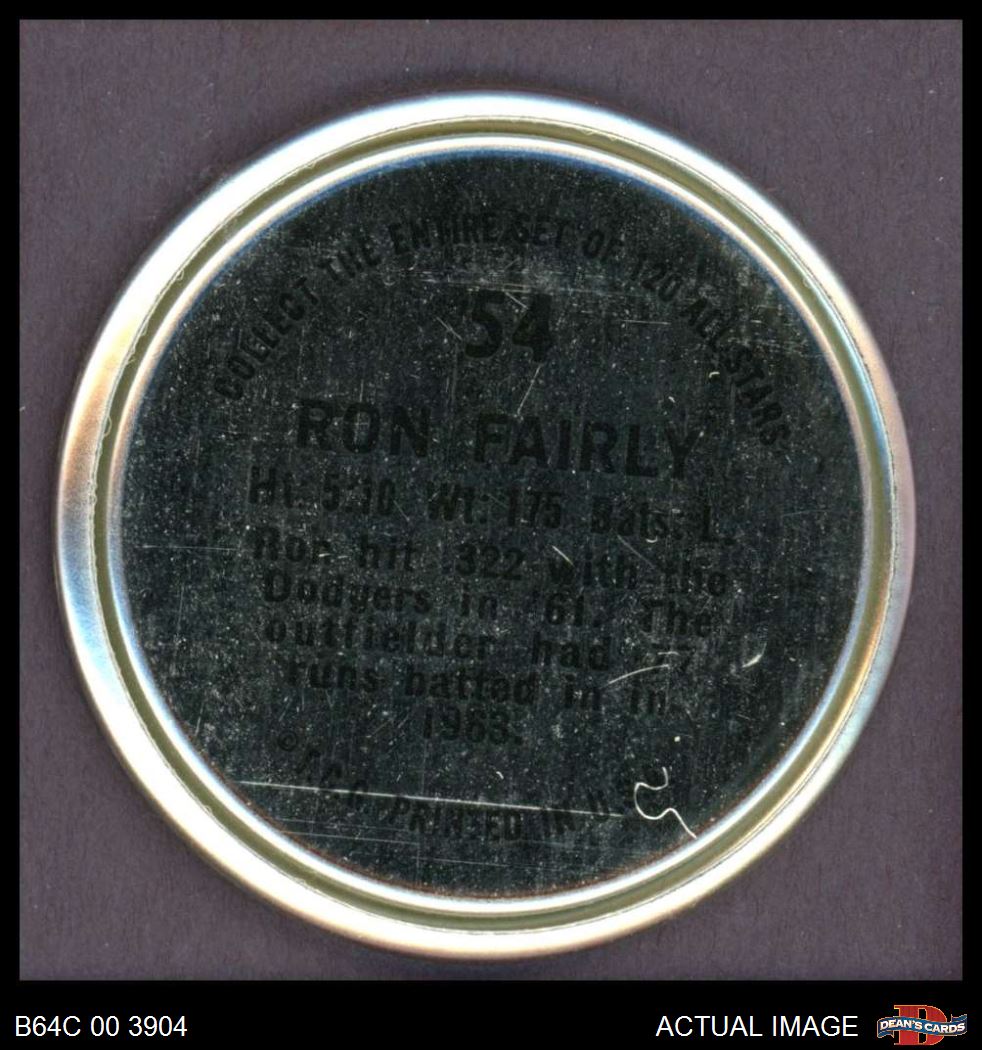 COLLECT THE ENTIRE SET OF 120 ALL STARS
54
RON FAIRLY
Ht. 5'10 Wt: 175 Bats: L.
Ron hit .322 with the
Dodgers in '61. The
outfielder had 77
runs batted in in
1963.
© T.C.G. PRINTED IN U.S.
B64C 00 3904
ACTUAL IMAGE
DEAN'S CARDS